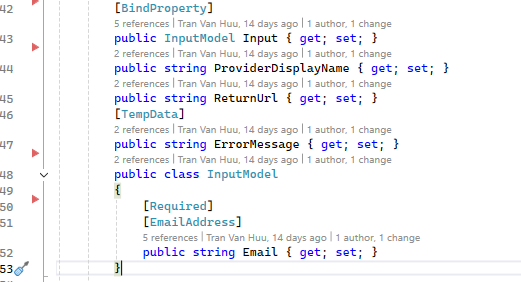 42 [BindProperty]
5 references | Tran Van Huu, 14 days ago | 1 author, 1 change
43 public InputModel Input { get; set; }
2 references | Tran Van Huu, 14 days ago | 1 author, 1 change
44 public string ProviderDisplayName { get; set; }
2 references | Tran Van Huu, 14 days ago | 1 author, 1 change
45 public string ReturnUrl { get; set; }
46 [TempData]
2 references | Tran Van Huu, 14 days ago | 1 author, 1 change
47 public string ErrorMessage { get; set; }
2 references | Tran Van Huu, 14 days ago | 1 author, 1 change
48 public class InputModel
49 {
50 [Required]
51 [EmailAddress]
5 references | Tran Van Huu, 14 days ago | 1 author, 1 change
52 public string Email { get; set; }
53 }